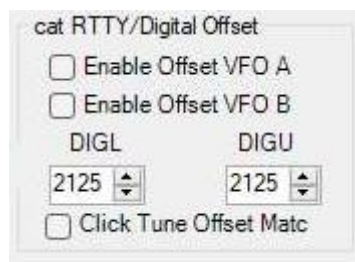 cat RTTY/Digital Offset
Enable Offset VFO A
Enable Offset VFO B
DIGL DIGU
2125 2125
Click Tune Offset Matc